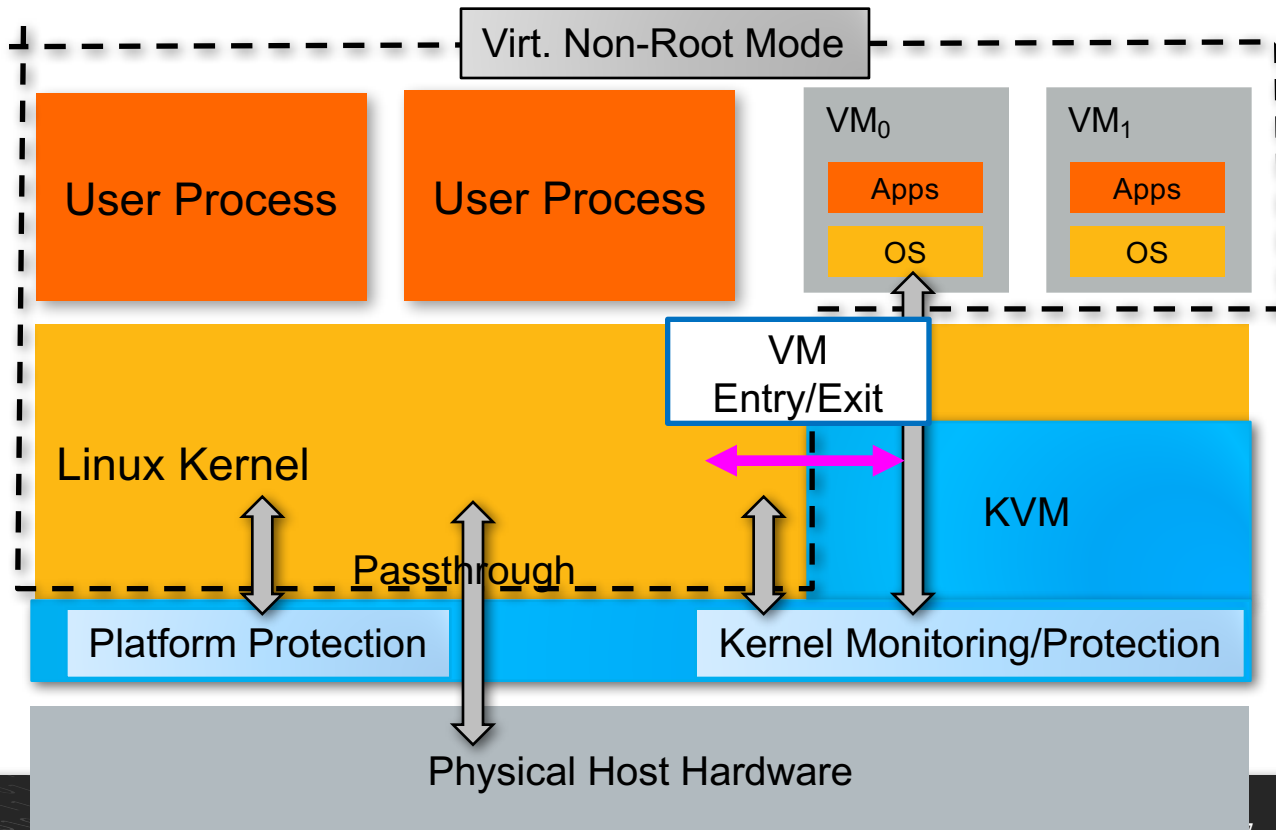 Virt. Non-Root Mode
User Process
User Process
VM0
Apps
OS
VM1
Apps
OS
VM
Entry/Exit
Linux Kernel
KVM
Passthrough
Platform Protection
Kernel Monitoring/Protection
Physical Host Hardware